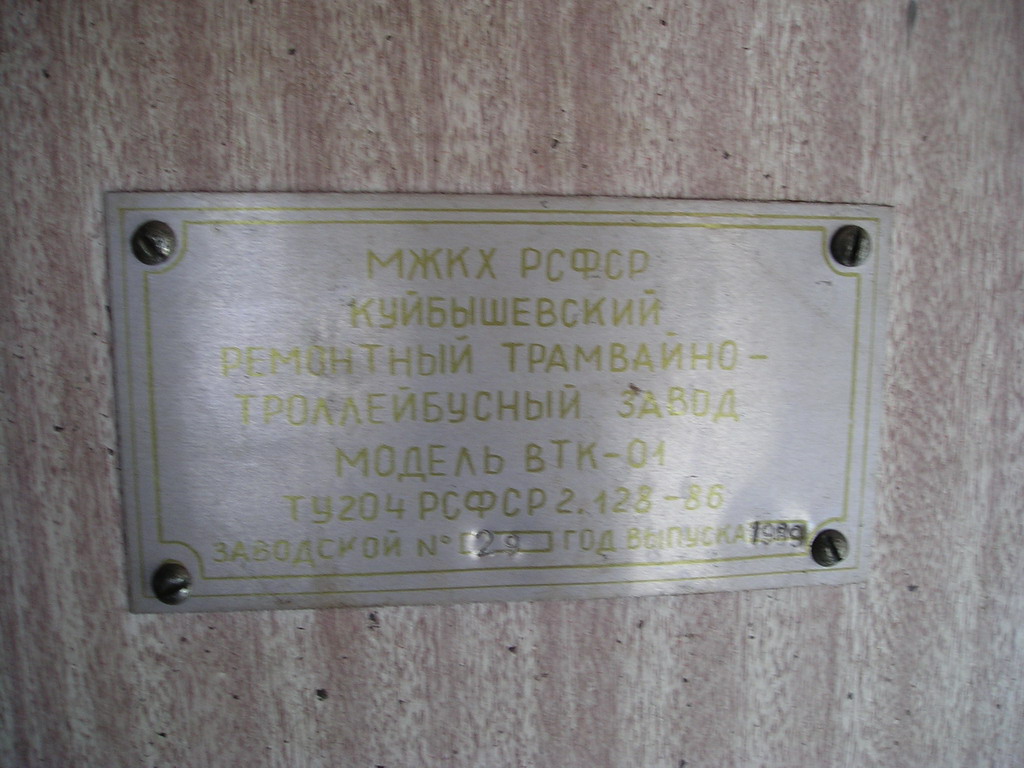 МЖКХ РСФСР
КУЙБЫШЕВСКИЙ
РЕМОНТНЫЙ ТРАМВАЙНО-
ТРОЛЛЕЙБУСНЫЙ ЗАВОД
МОДЕЛЬ ВТК-01
ТУ204 РСФСР 2.128-86
ЗАВОДСКОЙ № 29 ГОД ВЫПУСКА